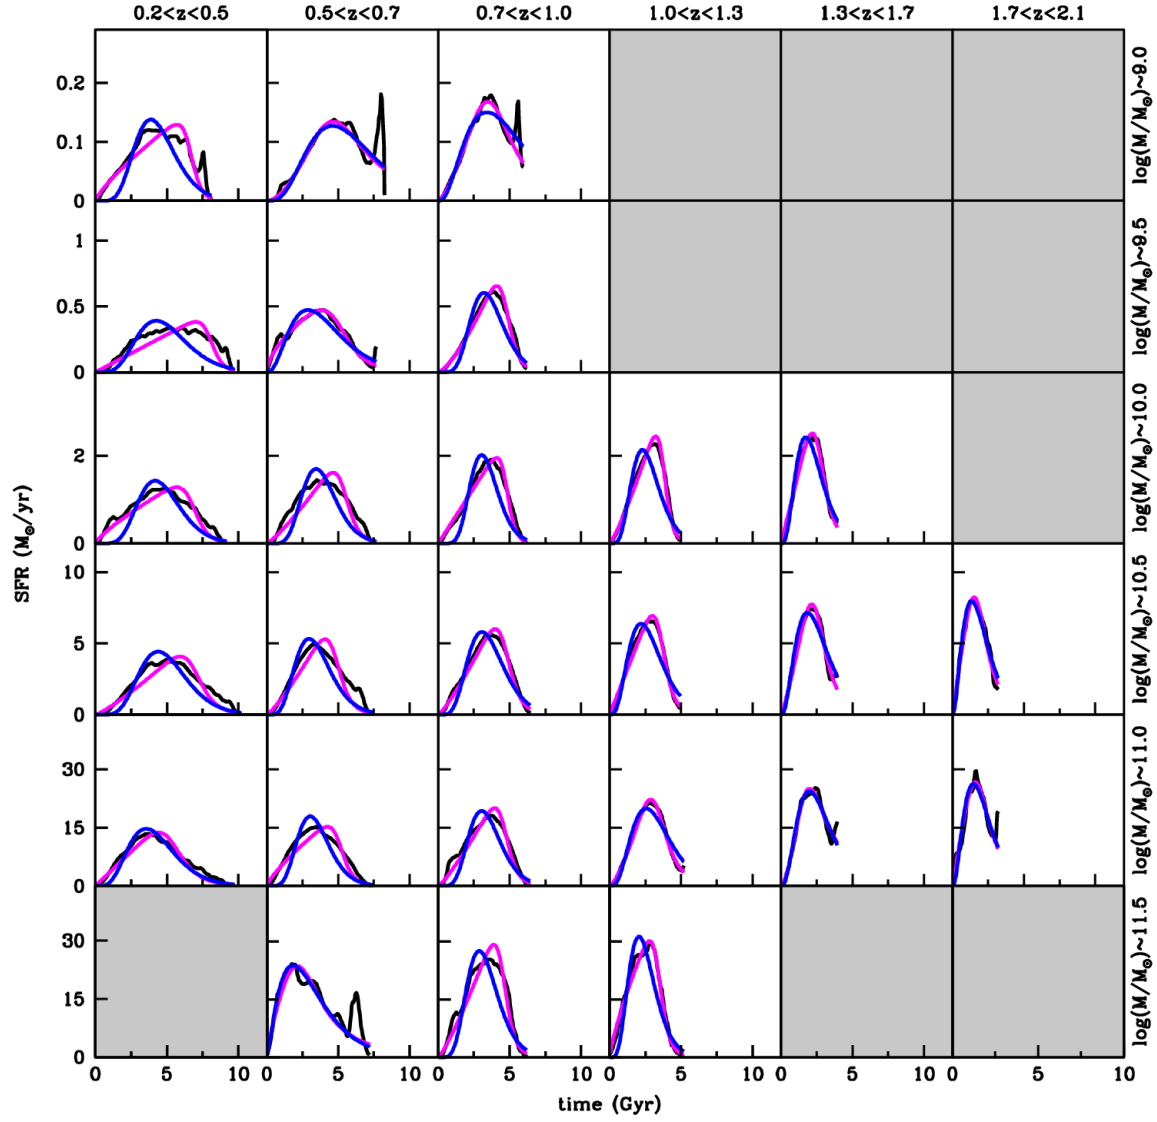 0.2<z<0.5 0.5<z<0.7 0.7<z<1.0 1.0<z<1.3 1.3<z<1.7 1.7<z<2.1
0.2
0.1
0
log(M/M⊙)~9.0
1
0.5
0
log(M/M⊙)~9.5
2
0
log(M/M⊙)~10.0
SFR (M⊙/yr)
10
5
0
log(M/M⊙)~10.5
30
15
0
log(M/M⊙)~11.0
30
15
0
log(M/M⊙)~11.5
0 5 10 0 5 10 0 5 10 0 5 10 0 5 10 0 5 10
time (Gyr)